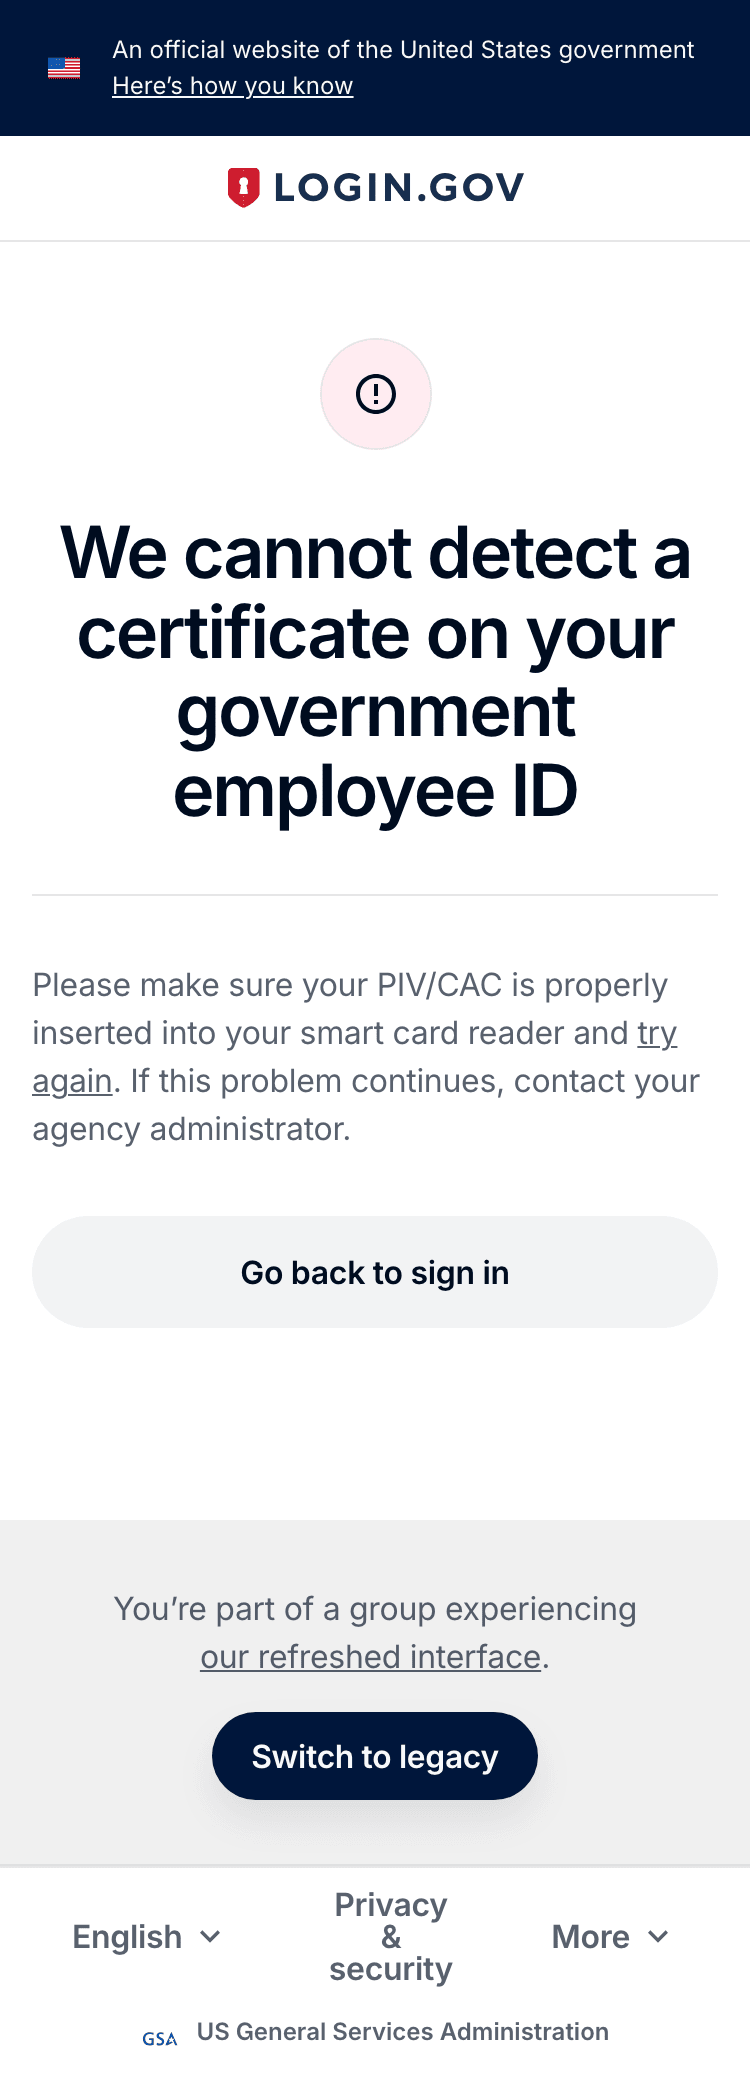 An official website of the United States government
Here’s how you know
LOGIN.GOV
We cannot detect a
certificate on your
government
employee ID
Please make sure your PIV/CAC is properly
inserted into your smart card reader and try
again. If this problem continues, contact your
agency administrator.
Go back to sign in
You’re part of a group experiencing
our refreshed interface.
Switch to legacy
English
Privacy
&
security
More
GSA US General Services Administration